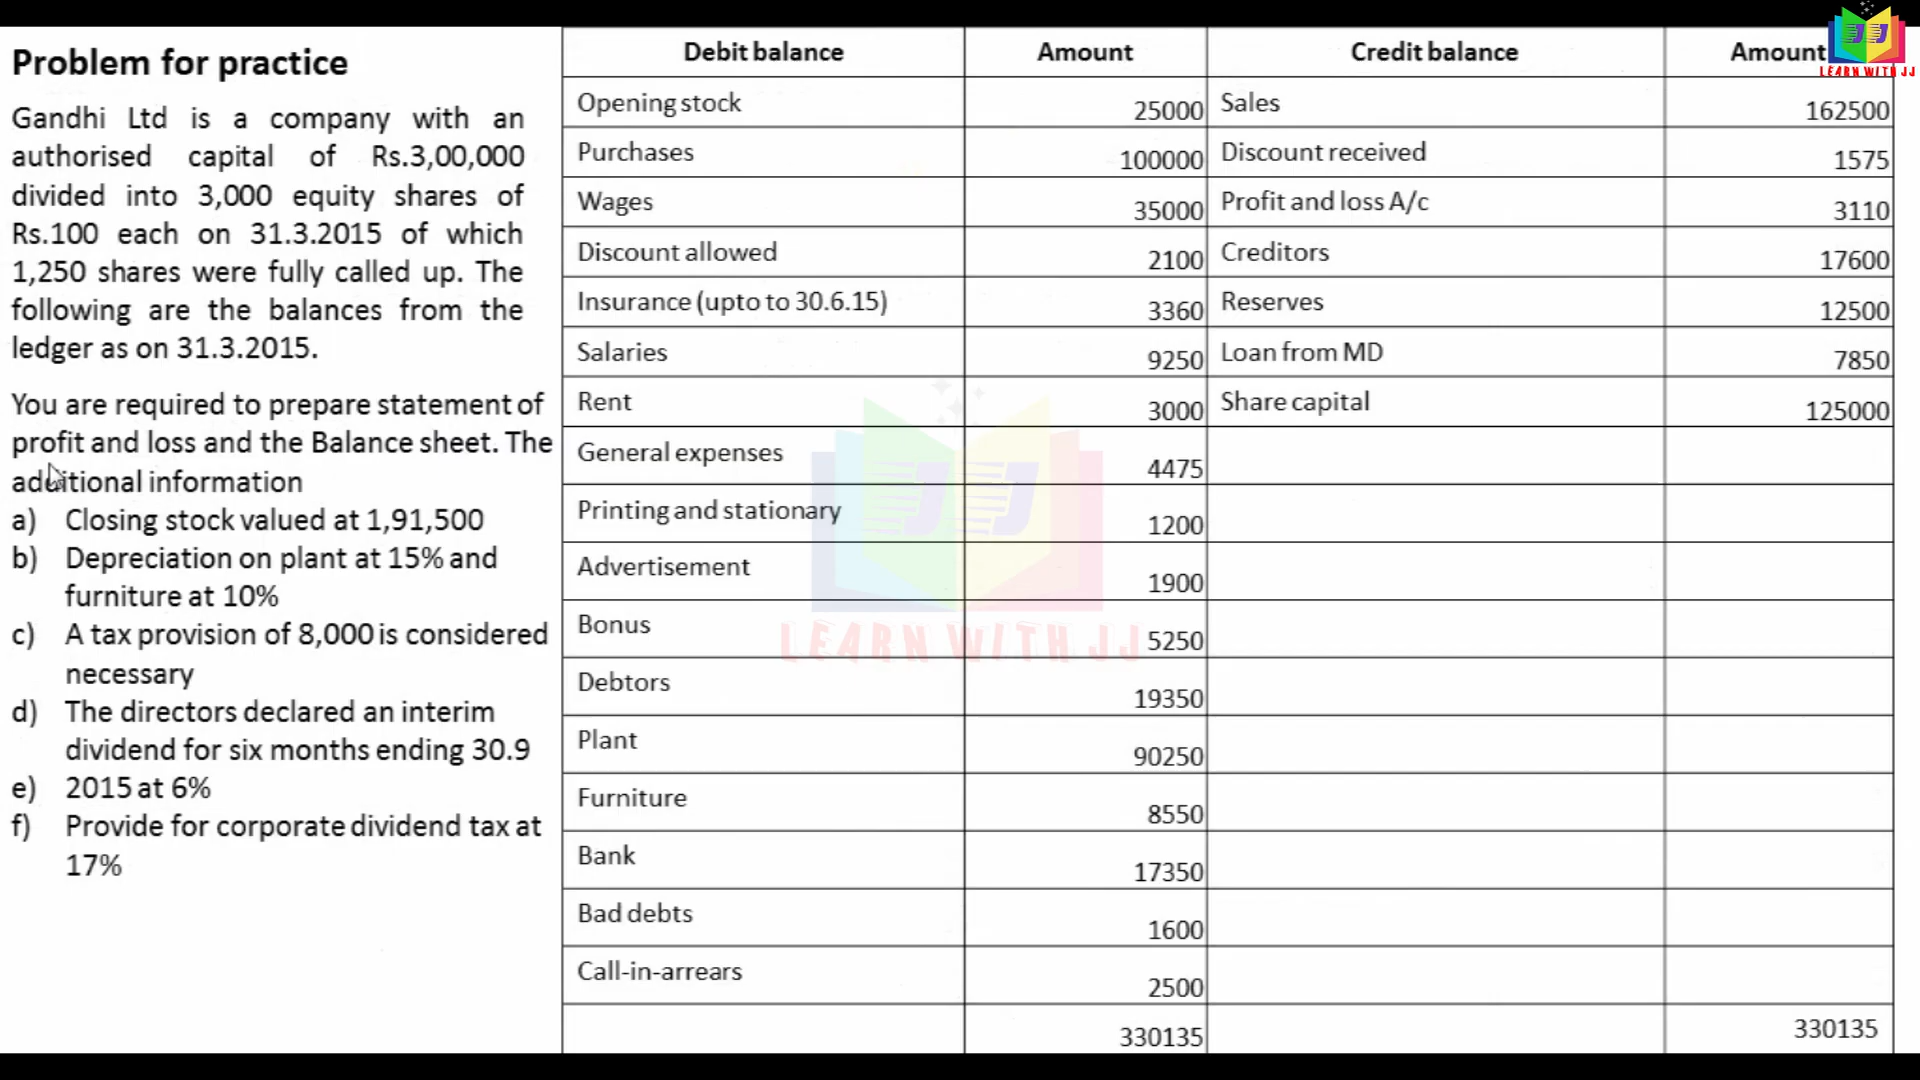 Problem for practice
Gandhi Ltd is a company with an
authorised capital of Rs.3,00,000
divided into 3,000 equity shares of
Rs.100 each on 31.3.2015 of which
1,250 shares were fully called up. The
following are the balances from the
ledger as on 31.3.2015.
You are required to prepare statement of
profit and loss and the Balance sheet. The
additional information
a) Closing stock valued at 1,91,500
b) Depreciation on plant at 15% and
furniture at 10%
c) A tax provision of 8,000 is considered
necessary
d) The directors declared an interim
dividend for six months ending 30.9
e) 2015 at 6%
f) Provide for corporate dividend tax at
17%
Debit balance Amount Credit balance Amount
Opening stock 25000 Sales 162500
Purchases 100000 Discount received 1575
Wages 35000 Profit and loss A/c 3110
Discount allowed 2100 Creditors 17600
Insurance (upto to 30.6.15) 3360 Reserves 12500
Salaries 9250 Loan from MD 7850
Rent 3000 Share capital 125000
General expenses 4475
Printing and stationary 1200
Advertisement 1900
Bonus 5250
Debtors 19350
Plant 90250
Furniture 8550
Bank 17350
Bad debts 1600
Call-in-arrears 2500
330135 330135
JJ
LEARN WITH JJ
JJ
LEARN WITH JJ